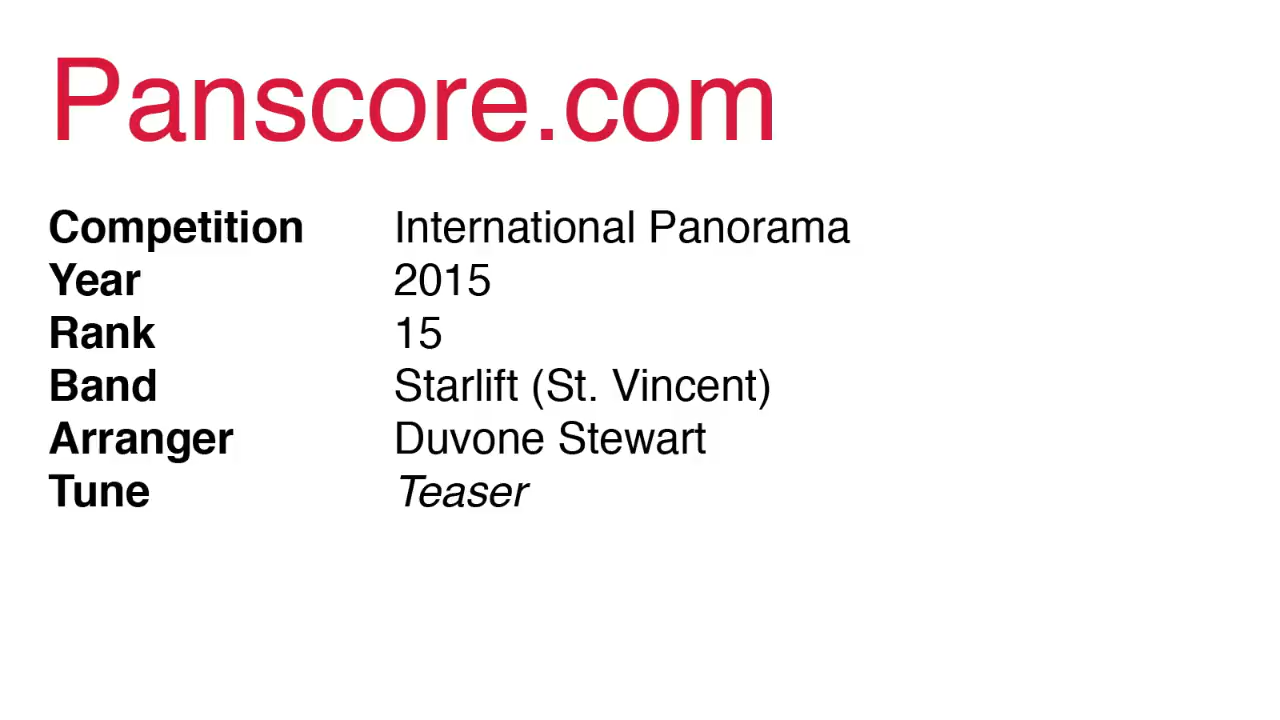 Panscore.com
Competition International Panorama
Year 2015
Rank 15
Band Starlift (St. Vincent)
Arranger Duvone Stewart
Tune Teaser